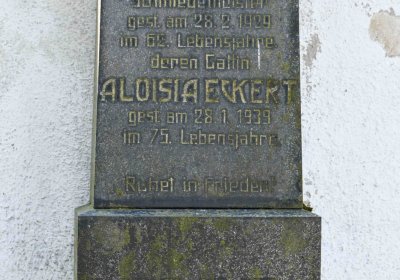 Schmiedemeister
gest am 28.2.1929
im 62. Lebensjahre
deren Gattin
ALOISIA ECKERT
gest am 28.1.1939
im 75. Lebensjahre
Ruhet in Frieden!